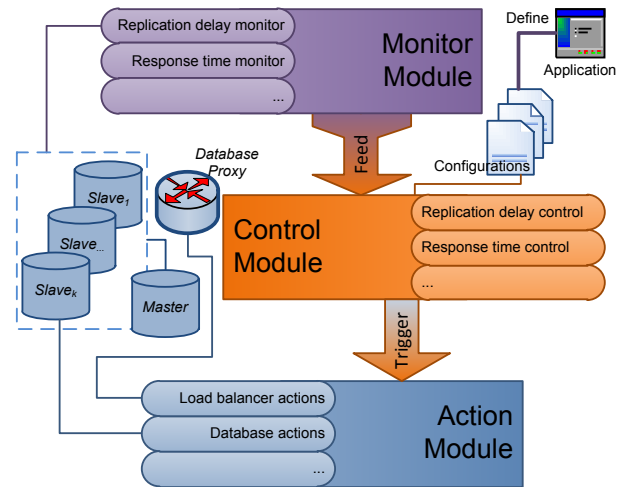 Replication delay monitor
Response time monitor
...
Monitor
Module
Define
Application
Configurations
Feed
Database
Proxy
Slave1
Slave...
Slavek
Master
Control
Module
Replication delay control
Response time control
...
Trigger
Load balancer actions
Database actions
...
Action
Module